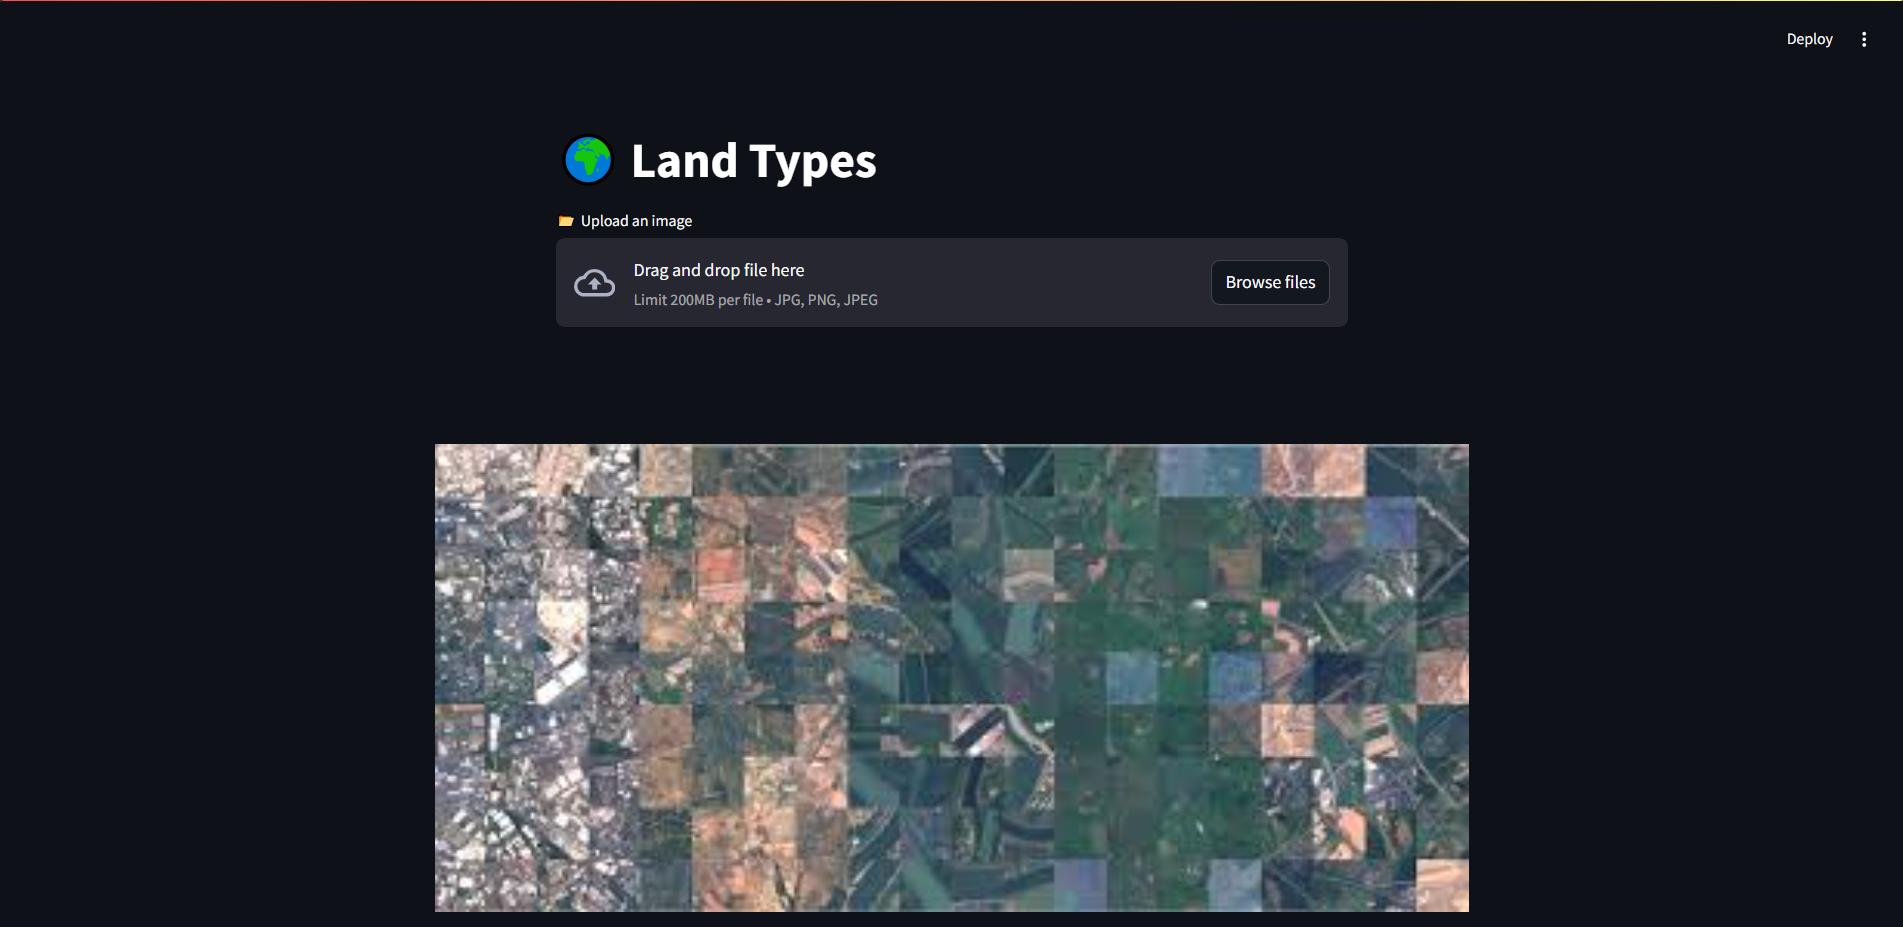 Deploy
Land Types
Upload an image
Drag and drop file here
Limit 200MB per file • JPG, PNG, JPEG
Browse files